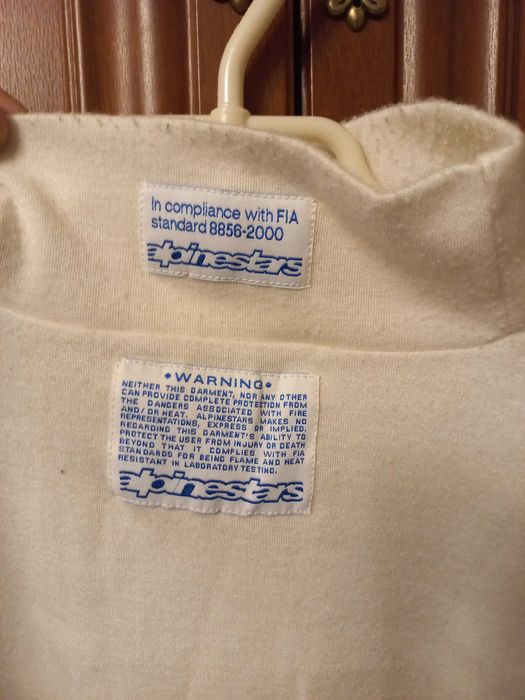 In compliance with FIA
standard 8856-2000
alpinestars
•WARNING•
NEITHER THIS GARMENT, NOR ANY OTHER
CAN PROVIDE COMPLETE PROTECTION FROM
THE DANGERS ASSOCIATED WITH FIRE
AND/OR HEAT. ALPINESTARS MAKES NO
REPRESENTATIONS, EXPRESS OR IMPLIED,
REGARDING THIS GARMENT'S ABILITY TO
PROTECT THE USER FROM INJURY OR DEATH
BEYOND THAT IT COMPLIES WITH FIA
STANDARDS FOR BEING FLAME AND HEAT
RESISTANT IN LABORATORY TESTING.
alpinestars